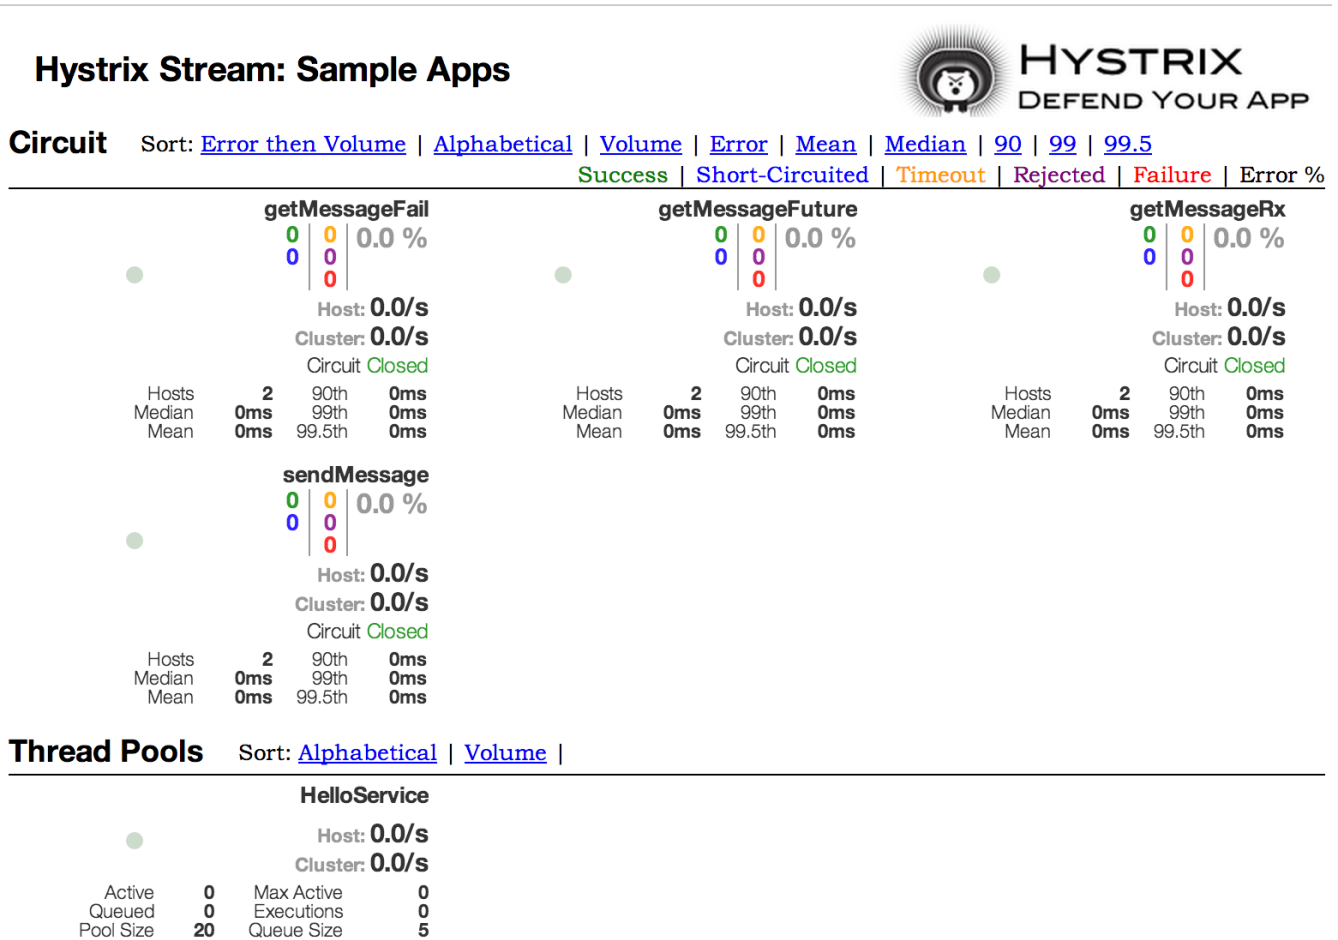 Hystrix Stream: Sample Apps
HYSTRIX
DEFEND YOUR APP
Circuit Sort: Error then Volume | Alphabetical | Volume | Error | Mean | Median | 90 | 99 | 99.5
Success | Short-Circuited | Timeout | Rejected | Failure | Error %
getMessageFail
0 0 0.0 %
0 0
0
Host: 0.0/s
Cluster: 0.0/s
Circuit Closed
Hosts 2 90th 0ms
Median 0ms 99th 0ms
Mean 0ms 99.5th 0ms
getMessageFuture
0 0 0.0 %
0 0
0
Host: 0.0/s
Cluster: 0.0/s
Circuit Closed
Hosts 2 90th 0ms
Median 0ms 99th 0ms
Mean 0ms 99.5th 0ms
getMessageRx
0 0 0.0 %
0 0
0
Host: 0.0/s
Cluster: 0.0/s
Circuit Closed
Hosts 2 90th 0ms
Median 0ms 99th 0ms
Mean 0ms 99.5th 0ms
sendMessage
0 0 0.0 %
0 0
0
Host: 0.0/s
Cluster: 0.0/s
Circuit Closed
Hosts 2 90th 0ms
Median 0ms 99th 0ms
Mean 0ms 99.5th 0ms
Thread Pools Sort: Alphabetical | Volume |
HelloService
Host: 0.0/s
Cluster: 0.0/s
Active 0 Max Active 0
Queued 0 Executions 0
Pool Size 20 Queue Size 5